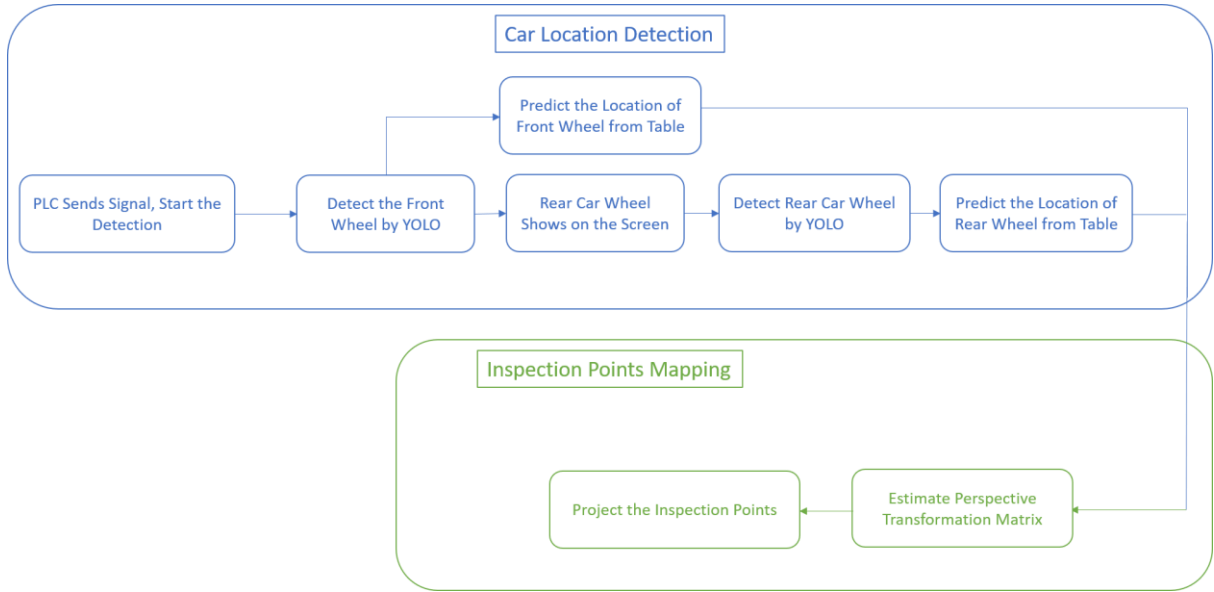 Car Location Detection
Predict the Location of
Front Wheel from Table
PLC Sends Signal, Start the
Detection
Detect the Front
Wheel by YOLO
Rear Car Wheel
Shows on the Screen
Detect Rear Car Wheel
by YOLO
Predict the Location of
Rear Wheel from Table
Inspection Points Mapping
Project the Inspection Points
Estimate Perspective
Transformation Matrix